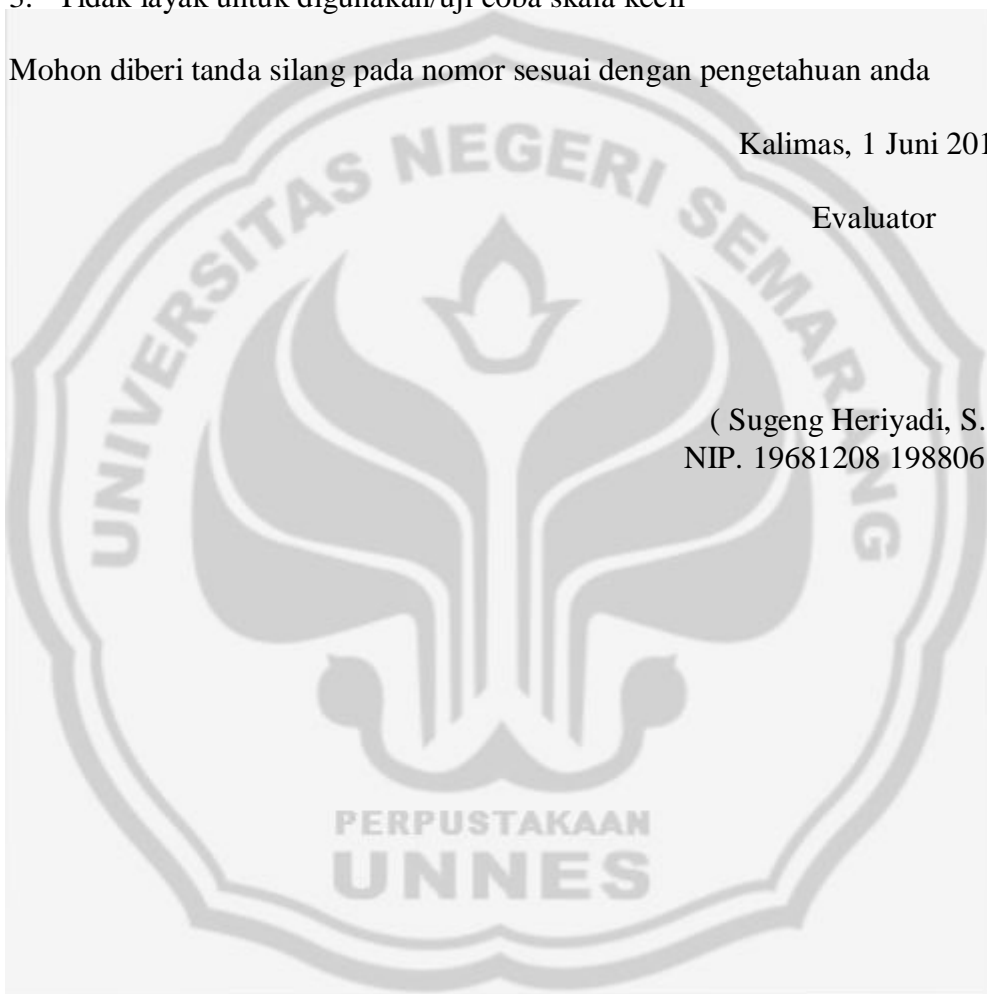 3. Tidak layak untuk digunakan/uji coba skala kecil
Mohon diberi tanda silang pada nomor sesuai dengan pengetahuan anda
Kalimas, 1 Juni 201
Evaluator
( Sugeng Heriyadi, S.
NIP. 19681208 198806
UNIVERSITAS NEGERI SEMARANG
PERPUSTAKAAN
UNNES